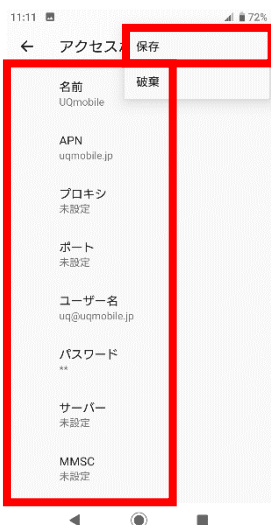 11:11 72%
アクセスポ 保存
破棄
名前
UQmobile
APN
uqmobile.jp
プロキシ
未設定
ポート
未設定
ユーザー名
uq@uqmobile.jp
パスワード
**
サーバー
未設定
MMSC
未設定